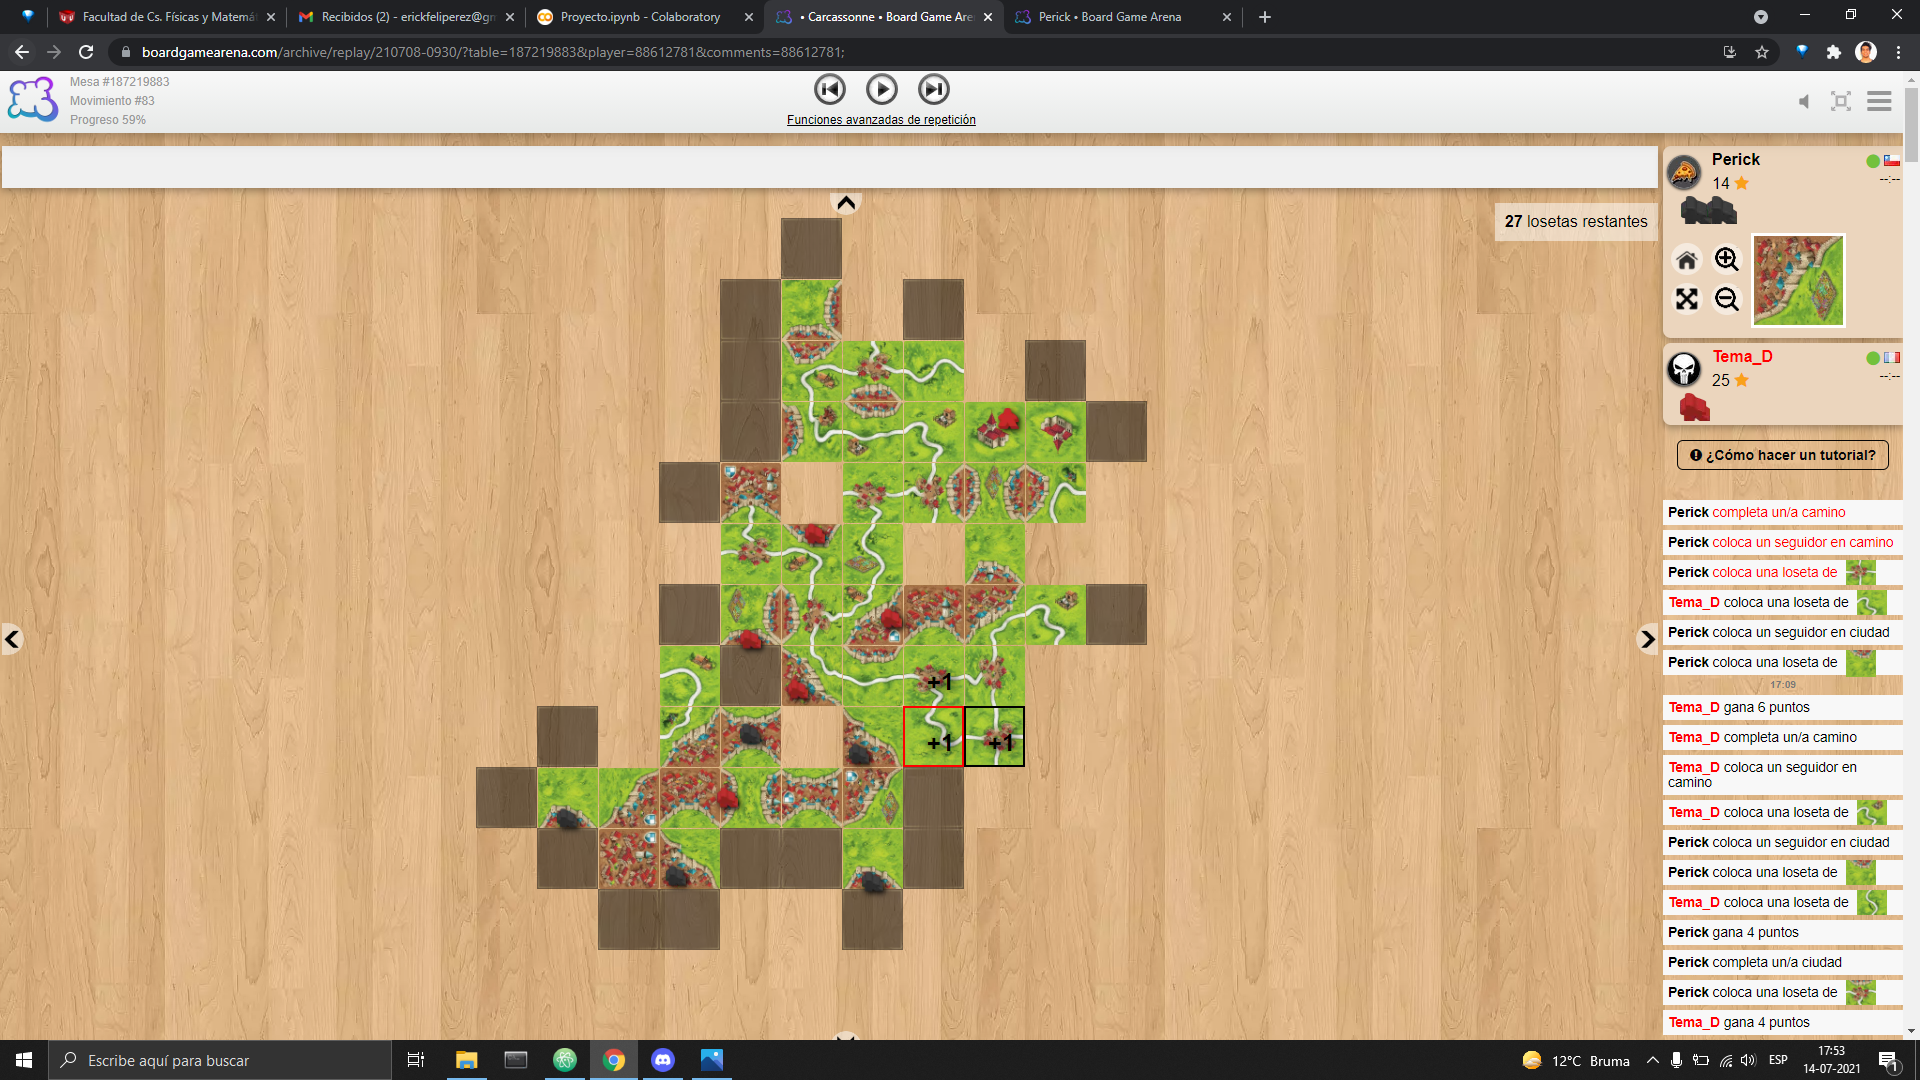 Facultad de Cs. Físicas y Matemát
Recibidos (2) - erickfeliperez@gm
Proyecto.ipynb - Colaboratory
• Carcassonne • Board Game Are
Perick • Board Game Arena
boardgamearena.com/archive/replay/210708-0930/?table=187219883&player=88612781&comments=88612781;
Mesa #187219883
Movimiento #83
Progreso 59%
Funciones avanzadas de repetición
Perick
14
--:--
27 losetas restantes
Tema_D
25
--:--
¿Cómo hacer un tutorial?
Perick completa un/a camino
Perick coloca un seguidor en camino
Perick coloca una loseta de
Tema_D coloca una loseta de
Perick coloca un seguidor en ciudad
Perick coloca una loseta de
17:09
Tema_D gana 6 puntos
Tema_D completa un/a camino
Tema_D coloca un seguidor en
camino
Tema_D coloca una loseta de
Perick coloca un seguidor en ciudad
Perick coloca una loseta de
Tema_D coloca una loseta de
Perick gana 4 puntos
Perick completa un/a ciudad
Perick coloca una loseta de
Tema_D gana 4 puntos
+1
+1
+1
Escribe aquí para buscar
12°C Bruma
ESP
17:53
14-07-2021
1